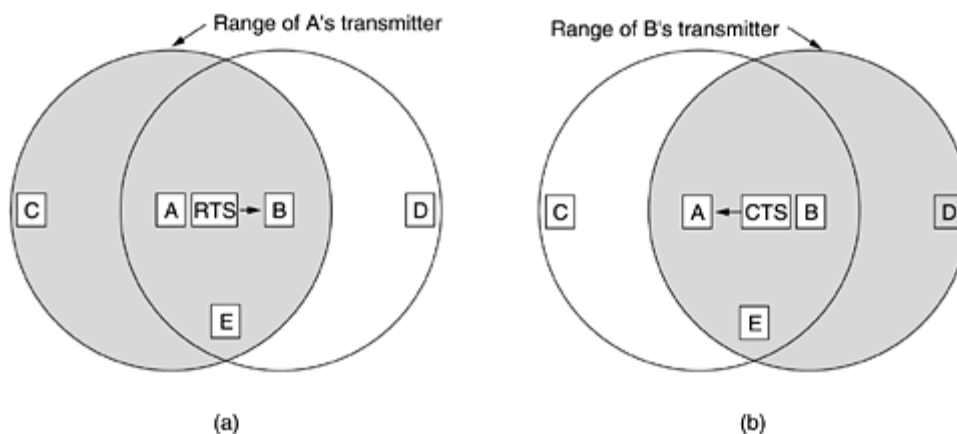 Range of A's transmitter
Range of B's transmitter
C A RTS B D
E
C A CTS B D
E
(a)
(b)